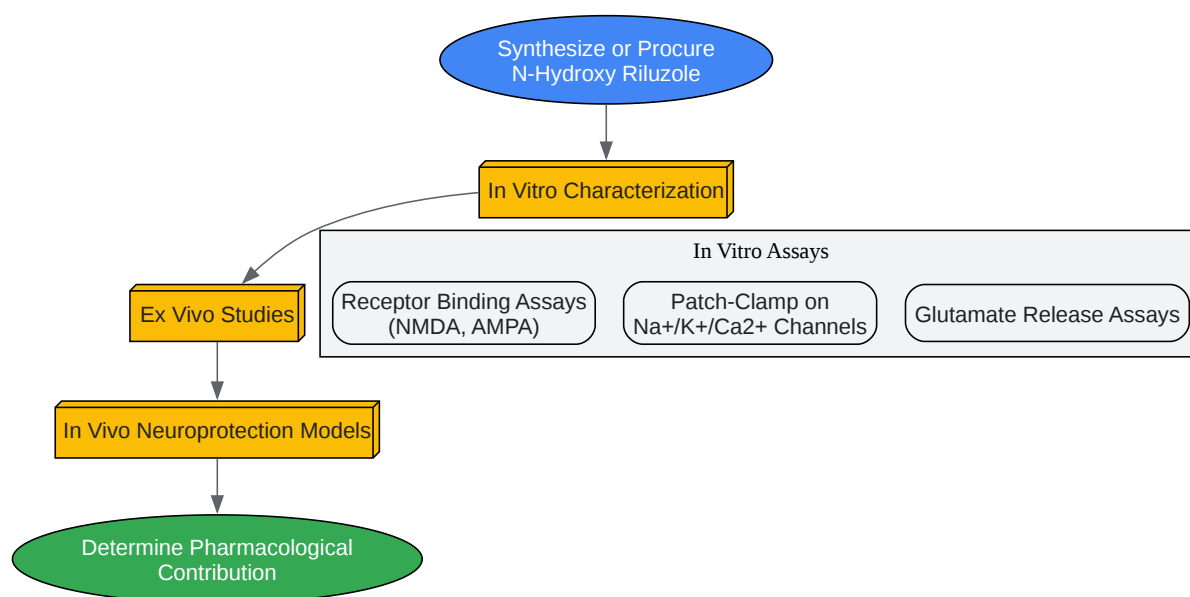 Synthesize or Procure
N-Hydroxy Riluzole
In Vitro Characterization
In Vitro Assays
Ex Vivo Studies
Receptor Binding Assays
(NMDA, AMPA)
Patch-Clamp on
Na+/K+/Ca2+ Channels
Glutamate Release Assays
In Vivo Neuroprotection Models
Determine Pharmacological
Contribution